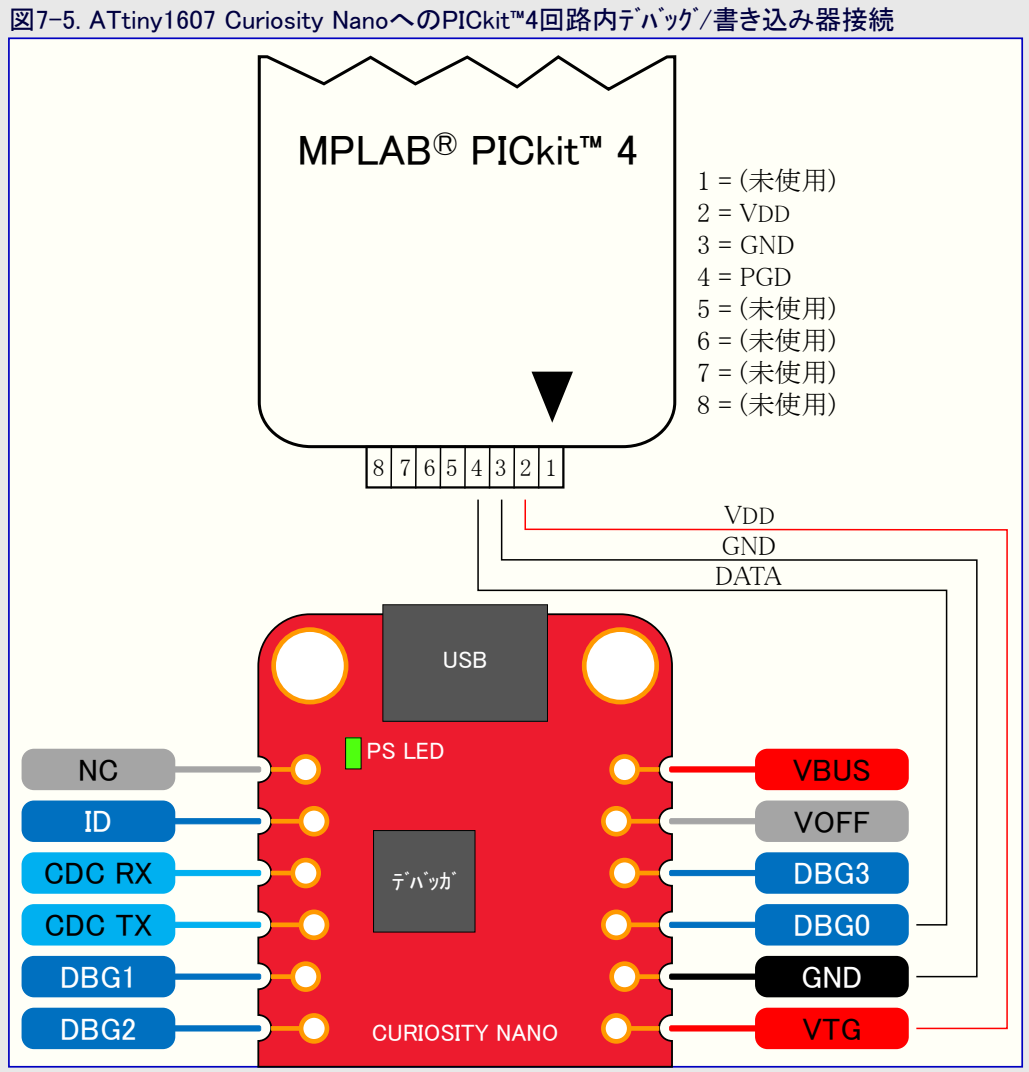 図7-5. ATtiny1607 Curiosity NanoへのPICkit™4回路内ﾃﾞﾊﾞｯｸﾞ/書き込み器接続
MPLAB® PICkit™ 4
1 = (未使用)
2 = VDD
3 = GND
4 = PGD
5 = (未使用)
6 = (未使用)
7 = (未使用)
8 = (未使用)
8 7 6 5 4 3 2 1
VDD
GND
DATA
USB
PS LED
NC
ID
CDC RX
CDC TX
DBG1
DBG2
ﾃﾞﾊﾞｯｶﾞ
VBUS
VOFF
DBG3
DBG0
GND
VTG
CURIOSITY NANO